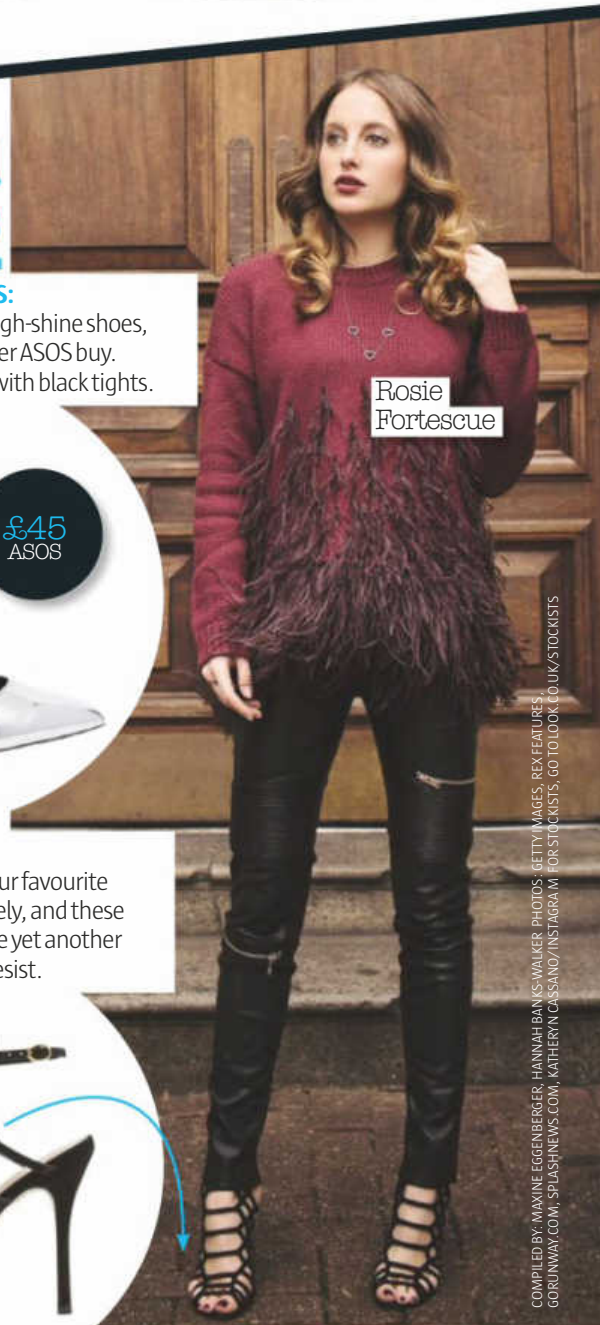 S:
gh-shine shoes,
er ASOS buy.
with black tights.
£45
ASOS
Rosie
Fortescue
ur favourite
ely, and these
e yet another
esist.
COMPILED BY: MAXINE EGGENBERGER, HANNAH BANKS-WALKER PHOTOS: GETTY IMAGES, REX FEATURES,
GORUNWAY.COM, SPLASHNEWS.COM, KATHERYN CASSANO/INSTAGRAM FOR STOCKISTS, GO TO LOOK.CO.UK/STOCKISTS